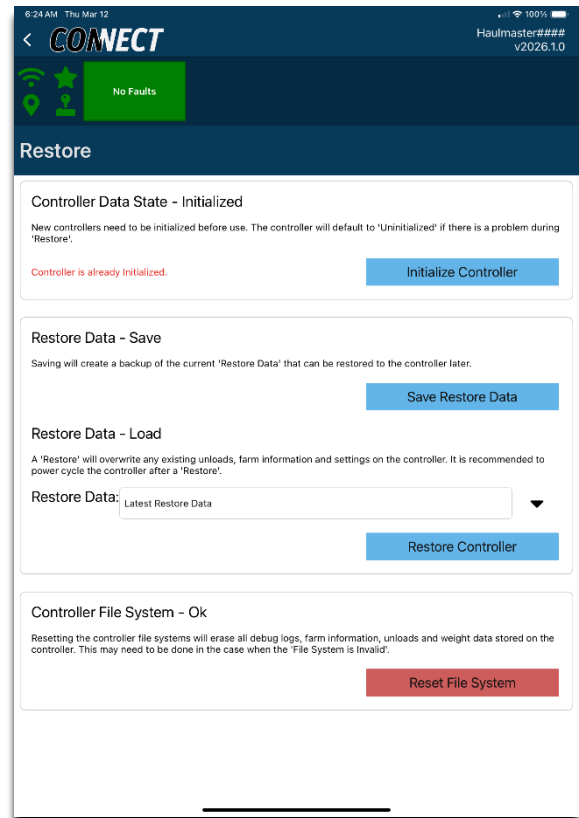 6:24 AM Thu Mar 12
100%
CONNECT
Haulmaster####
v2026.1.0
No Faults
Restore
Controller Data State - Initialized
New controllers need to be initialized before use. The controller will default to 'Uninitialized' if there is a problem during
'Restore'.
Controller is already Initialized.
Initialize Controller
Restore Data - Save
Saving will create a backup of the current 'Restore Data' that can be restored to the controller later.
Save Restore Data
Restore Data - Load
A 'Restore' will overwrite any existing unloads, farm information and settings on the controller. It is recommended to
power cycle the controller after a 'Restore'.
Restore Data:
Latest Restore Data
Restore Controller
Controller File System - Ok
Resetting the controller file systems will erase all debug logs, farm information, unloads and weight data stored on the
controller. This may need to be done in the case when the 'File System is Invalid'.
Reset File System